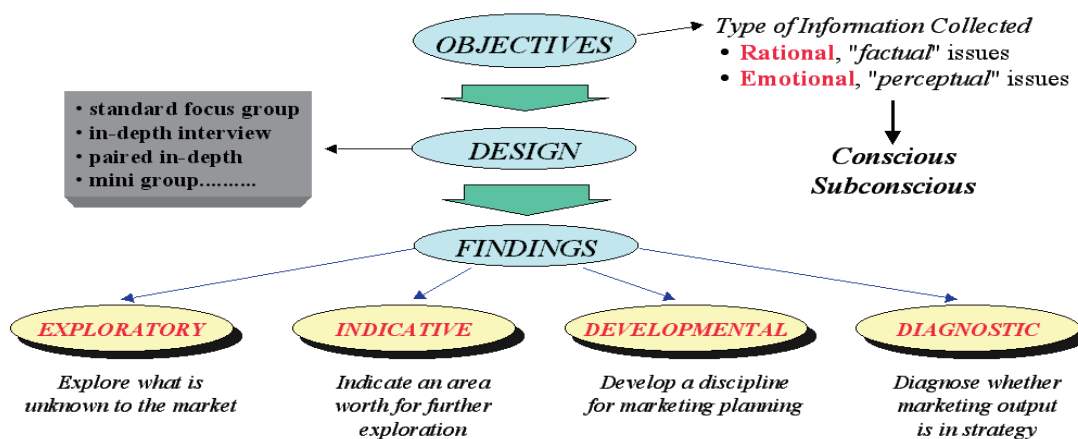 OBJECTIVES
Type of Information Collected
• Rational, "factual" issues
• Emotional, "perceptual" issues
Conscious
Subconscious
• standard focus group
• in-depth interview
• paired in-depth
• mini group..........
DESIGN
FINDINGS
EXPLORATORY
Explore what is
unknown to the market
INDICATIVE
Indicate an area
worth for further
exploration
DEVELOPMENTAL
Develop a discipline
for marketing planning
DIAGNOSTIC
Diagnose whether
marketing output
is in strategy